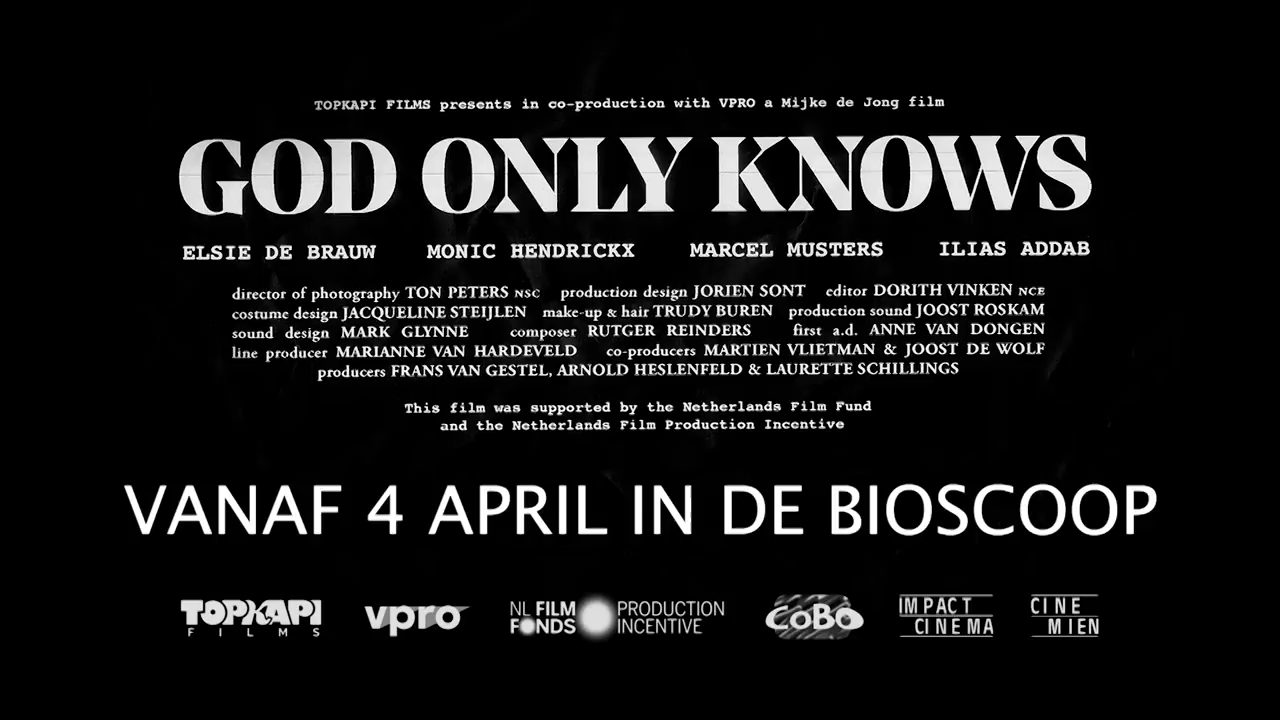 TOPKAPI FILMS presents in co-production with VPRO a Mijke de Jong film
GOD ONLY KNOWS
ELSIE DE BRAUW MONIC HENDRICKX MARCEL MUSTERS ILIAS ADDAB
director of photography TON PETERS NSC production design JORIEN SONT editor DORITH VINKEN NCE
costume design JACQUELINE STEIJLEN make-up & hair TRUDY BUREN production sound JOOST ROSKAM
sound design MARK GLYNNE composer RUTGER REINDERS first a.d. ANNE VAN DONGEN
line producer MARIANNE VAN HARDEVELD co-producers MARTIEN VLIETMAN & JOOST DE WOLF
producers FRANS VAN GESTEL, ARNOLD HESLENFELD & LAURETTE SCHILLINGS
This film was supported by the Netherlands Film Fund
and the Netherlands Film Production Incentive
VANAF 4 APRIL IN DE BIOSCOOP
TOPKAPI
FILMS
vpro
NL FILM
FONDS
PRODUCTION
INCENTIVE
CoBO
IMPACT
CINEMA
CINE
MIEN